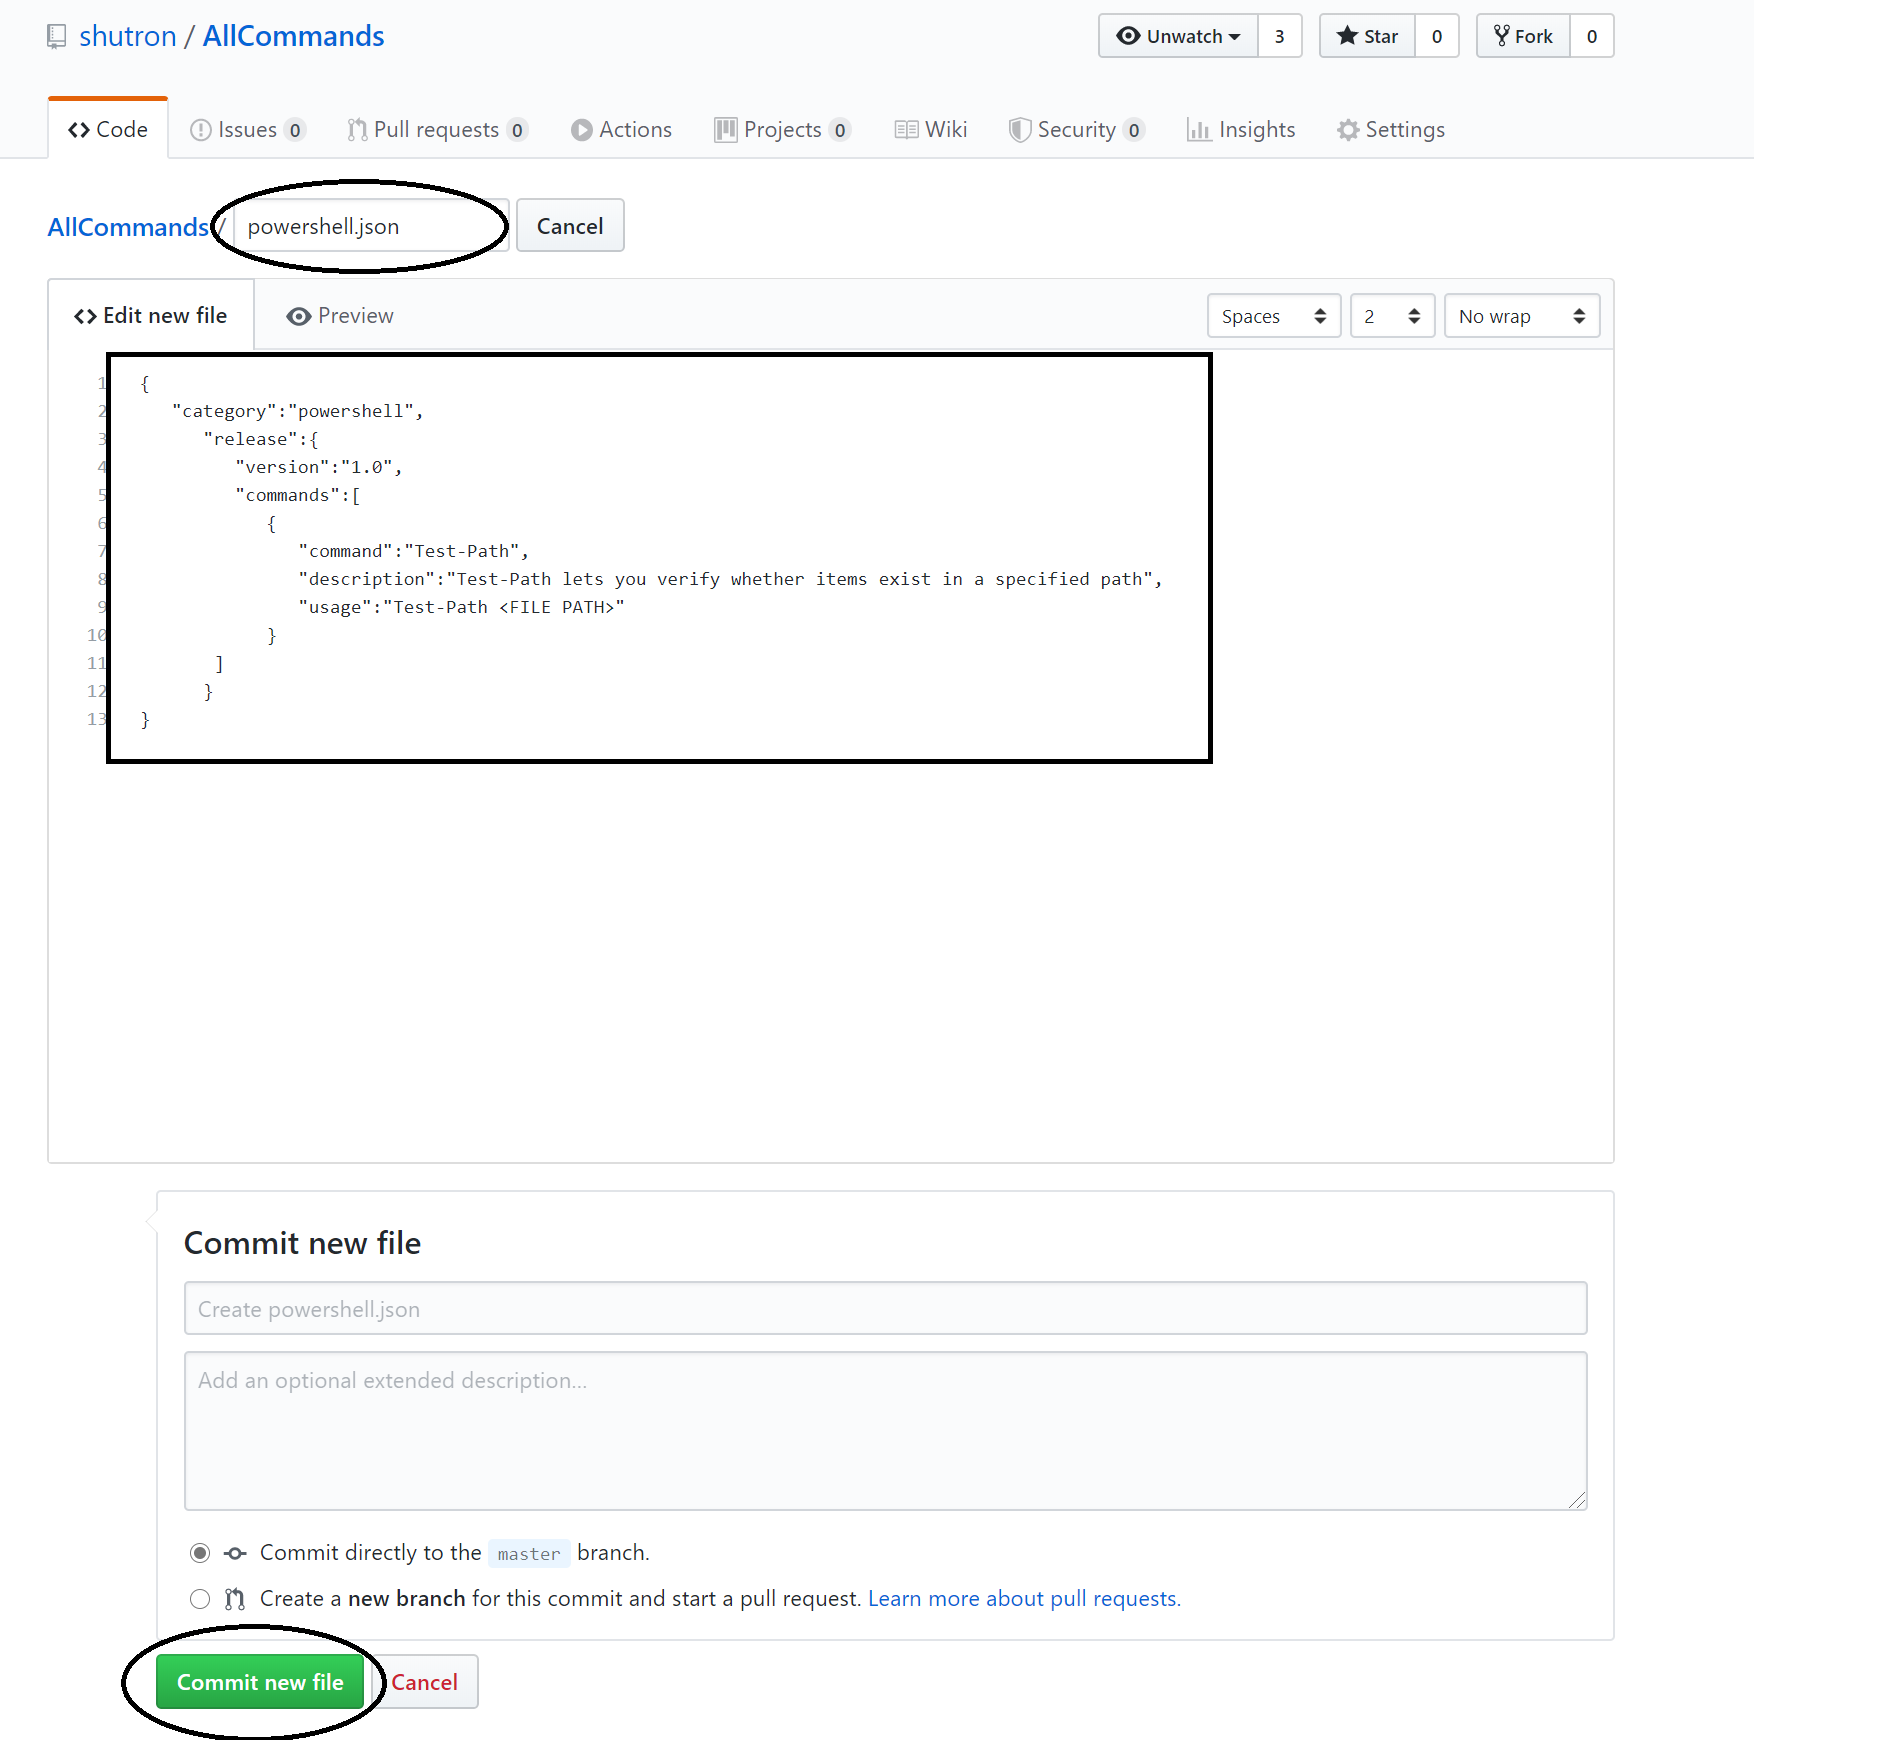 shutron / AllCommands
Unwatch 3 Star 0 Fork 0
Code Issues 0 Pull requests 0 Actions Projects 0 Wiki Security 0 Insights Settings
AllCommands / powershell.json Cancel
Edit new file Preview Spaces 2 No wrap
1 {
2 "category":"powershell",
3 "release":{
4 "version":"1.0",
5 "commands":[
6 {
7 "command":"Test-Path",
8 "description":"Test-Path lets you verify whether items exist in a specified path",
9 "usage":"Test-Path <FILE PATH>"
10 }
11 ]
12 }
13 }
Commit new file
Create powershell.json
Add an optional extended description...
Commit directly to the master branch.
Create a new branch for this commit and start a pull request. Learn more about pull requests.
Commit new file Cancel